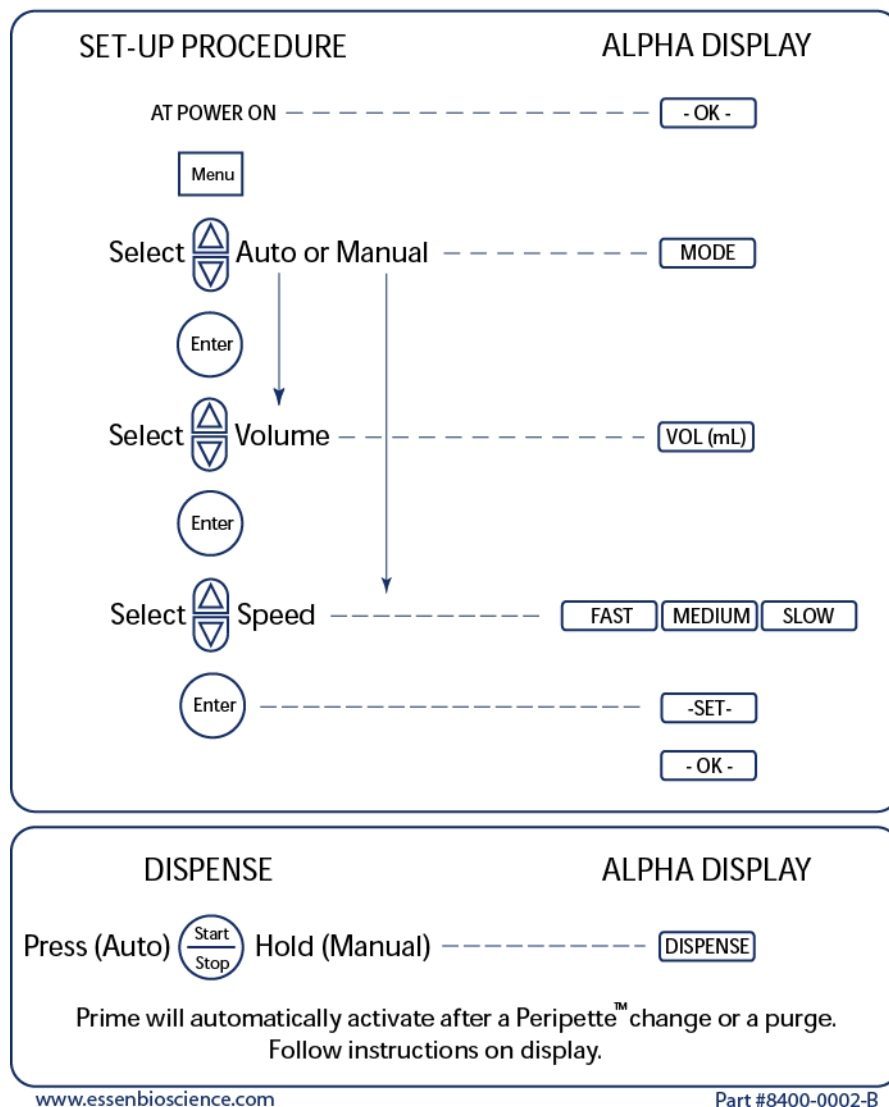 SET-UP PROCEDURE ALPHA DISPLAY
AT POWER ON - OK -
Menu
Select Auto or Manual MODE
Enter
Select Volume VOL (mL)
Enter
Select Speed FAST MEDIUM SLOW
Enter -SET-
- OK -
DISPENSE ALPHA DISPLAY
Press (Auto) Start Stop Hold (Manual) DISPENSE
Prime will automatically activate after a Peripette™ change or a purge.
Follow instructions on display.
www.essenbioscience.com Part #8400-0002-B